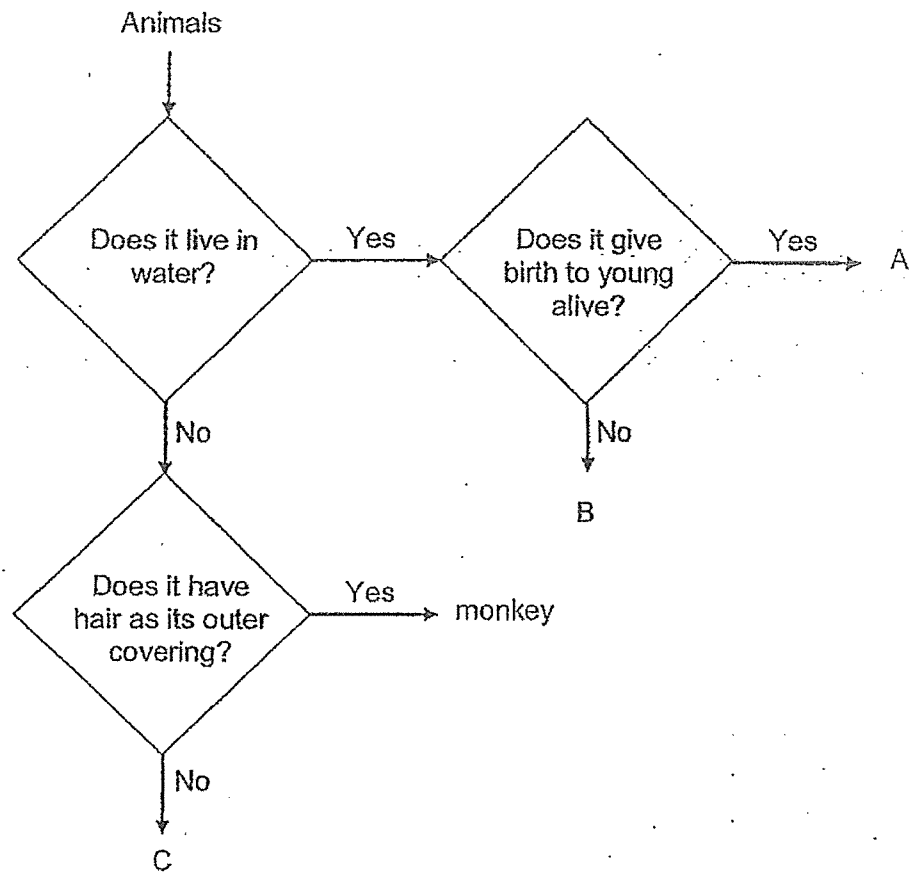 Animals
Does it live in
water?
Yes
Does it give
birth to young
alive?
Yes
A
No
No
B
Does it have
hair as its outer
covering?
Yes
monkey
No
C